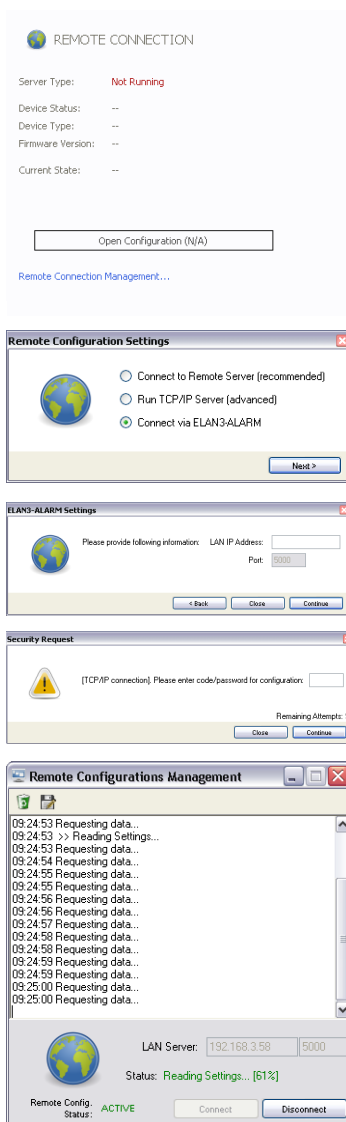 REMOTE CONNECTION
Server Type: Not Running
Device Status: --
Device Type: --
Firmware Version: --
Current State: --
Open Configuration (N/A)
Remote Connection Management...
Remote Configuration Settings
Connect to Remote Server (recommended)
Run TCP/IP Server (advanced)
Connect via ELAN3-ALARM
Next >
ELAN3-ALARM Settings
Please provide following information: LAN IP Address:
Port: 5000
< Back Close Continue
Security Request
[TCP/IP connection]. Please enter code/password for configuration:
Remaining Attempts:
Close Continue
Remote Configurations Management
09:24:53 Requesting data...
09:24:53 >> Reading Settings...
09:24:53 Requesting data...
09:24:54 Requesting data...
09:24:55 Requesting data...
09:24:55 Requesting data...
09:24:56 Requesting data...
09:24:56 Requesting data...
09:24:57 Requesting data...
09:24:58 Requesting data...
09:24:58 Requesting data...
09:24:59 Requesting data...
09:24:59 Requesting data...
09:25:00 Requesting data...
09:25:00 Requesting data...
LAN Server: 192.168.3.58 5000
Status: Reading Settings... [61%]
Remote Config. Status: ACTIVE
Connect Disconnect